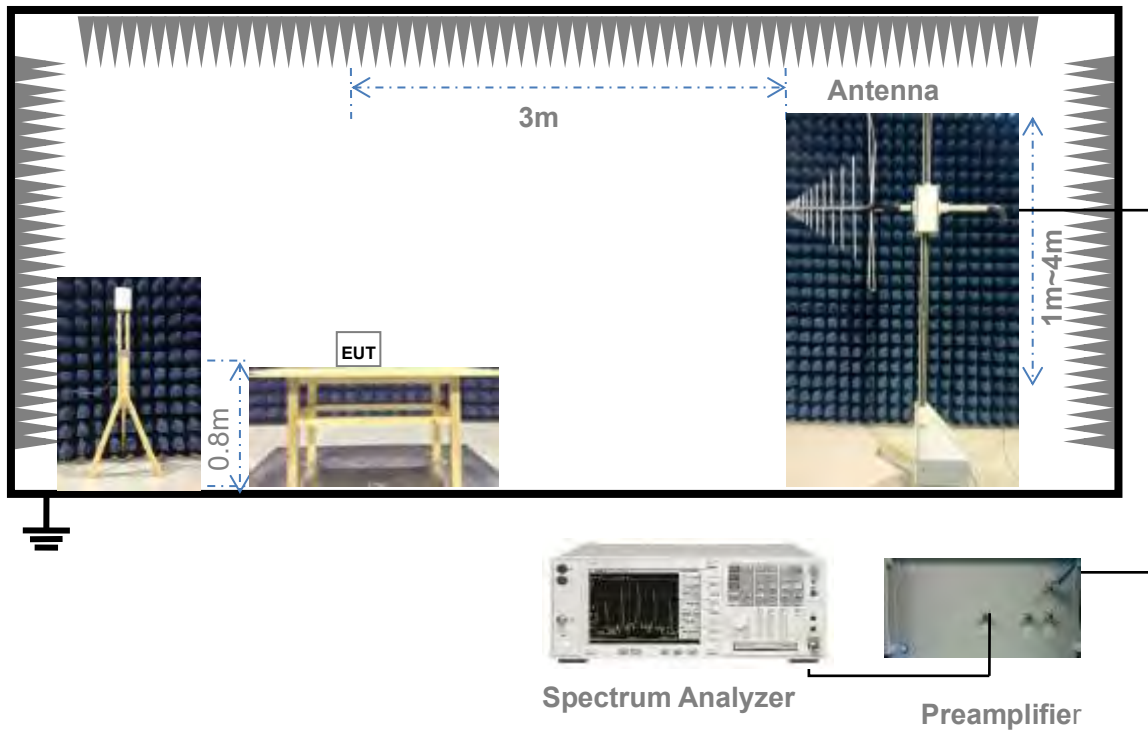 Antenna
3m
1m~4m
EUT
0.8m
Spectrum Analyzer
Preamplifier